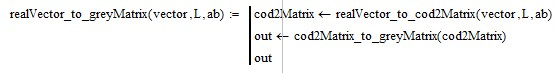 realVector_to_greyMatrix(vector,L,ab) := cod2Matrix ← realVector_to_cod2Matrix(vector,L,ab)
out ← cod2Matrix_to_greyMatrix(cod2Matrix)
out